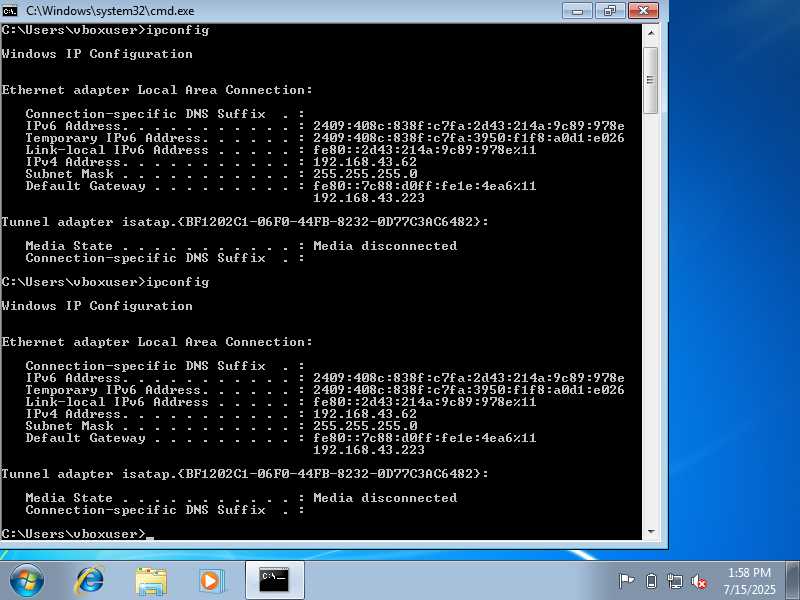 C:\Windows\system32\cmd.exe
C:\Users\vboxuser>ipconfig
Windows IP Configuration
Ethernet adapter Local Area Connection:
Connection-specific DNS Suffix . :
IPv6 Address. . . . . . . . . . . : 2409:408c:838f:c7fa:2d43:214a:9c89:978e
Temporary IPv6 Address. . . . . . : 2409:408c:838f:c7fa:3950:f1f8:a0d1:e026
Link-local IPv6 Address . . . . . : fe80::2d43:214a:9c89:978e%11
IPv4 Address. . . . . . . . . . . : 192.168.43.62
Subnet Mask . . . . . . . . . . . : 255.255.255.0
Default Gateway . . . . . . . . . : fe80::7c88:d0ff:fe1e:4ea6%11
192.168.43.223
Tunnel adapter isatap.{BF1202C1-06F0-44FB-8232-0D77C3AC6482}:
Media State . . . . . . . . . . . : Media disconnected
Connection-specific DNS Suffix . :
C:\Users\vboxuser>ipconfig
Windows IP Configuration
Ethernet adapter Local Area Connection:
Connection-specific DNS Suffix . :
IPv6 Address. . . . . . . . . . . : 2409:408c:838f:c7fa:2d43:214a:9c89:978e
Temporary IPv6 Address. . . . . . : 2409:408c:838f:c7fa:3950:f1f8:a0d1:e026
Link-local IPv6 Address . . . . . : fe80::2d43:214a:9c89:978e%11
IPv4 Address. . . . . . . . . . . : 192.168.43.62
Subnet Mask . . . . . . . . . . . : 255.255.255.0
Default Gateway . . . . . . . . . : fe80::7c88:d0ff:fe1e:4ea6%11
192.168.43.223
Tunnel adapter isatap.{BF1202C1-06F0-44FB-8232-0D77C3AC6482}:
Media State . . . . . . . . . . . : Media disconnected
Connection-specific DNS Suffix . :
C:\Users\vboxuser>_
1:58 PM
7/15/2025